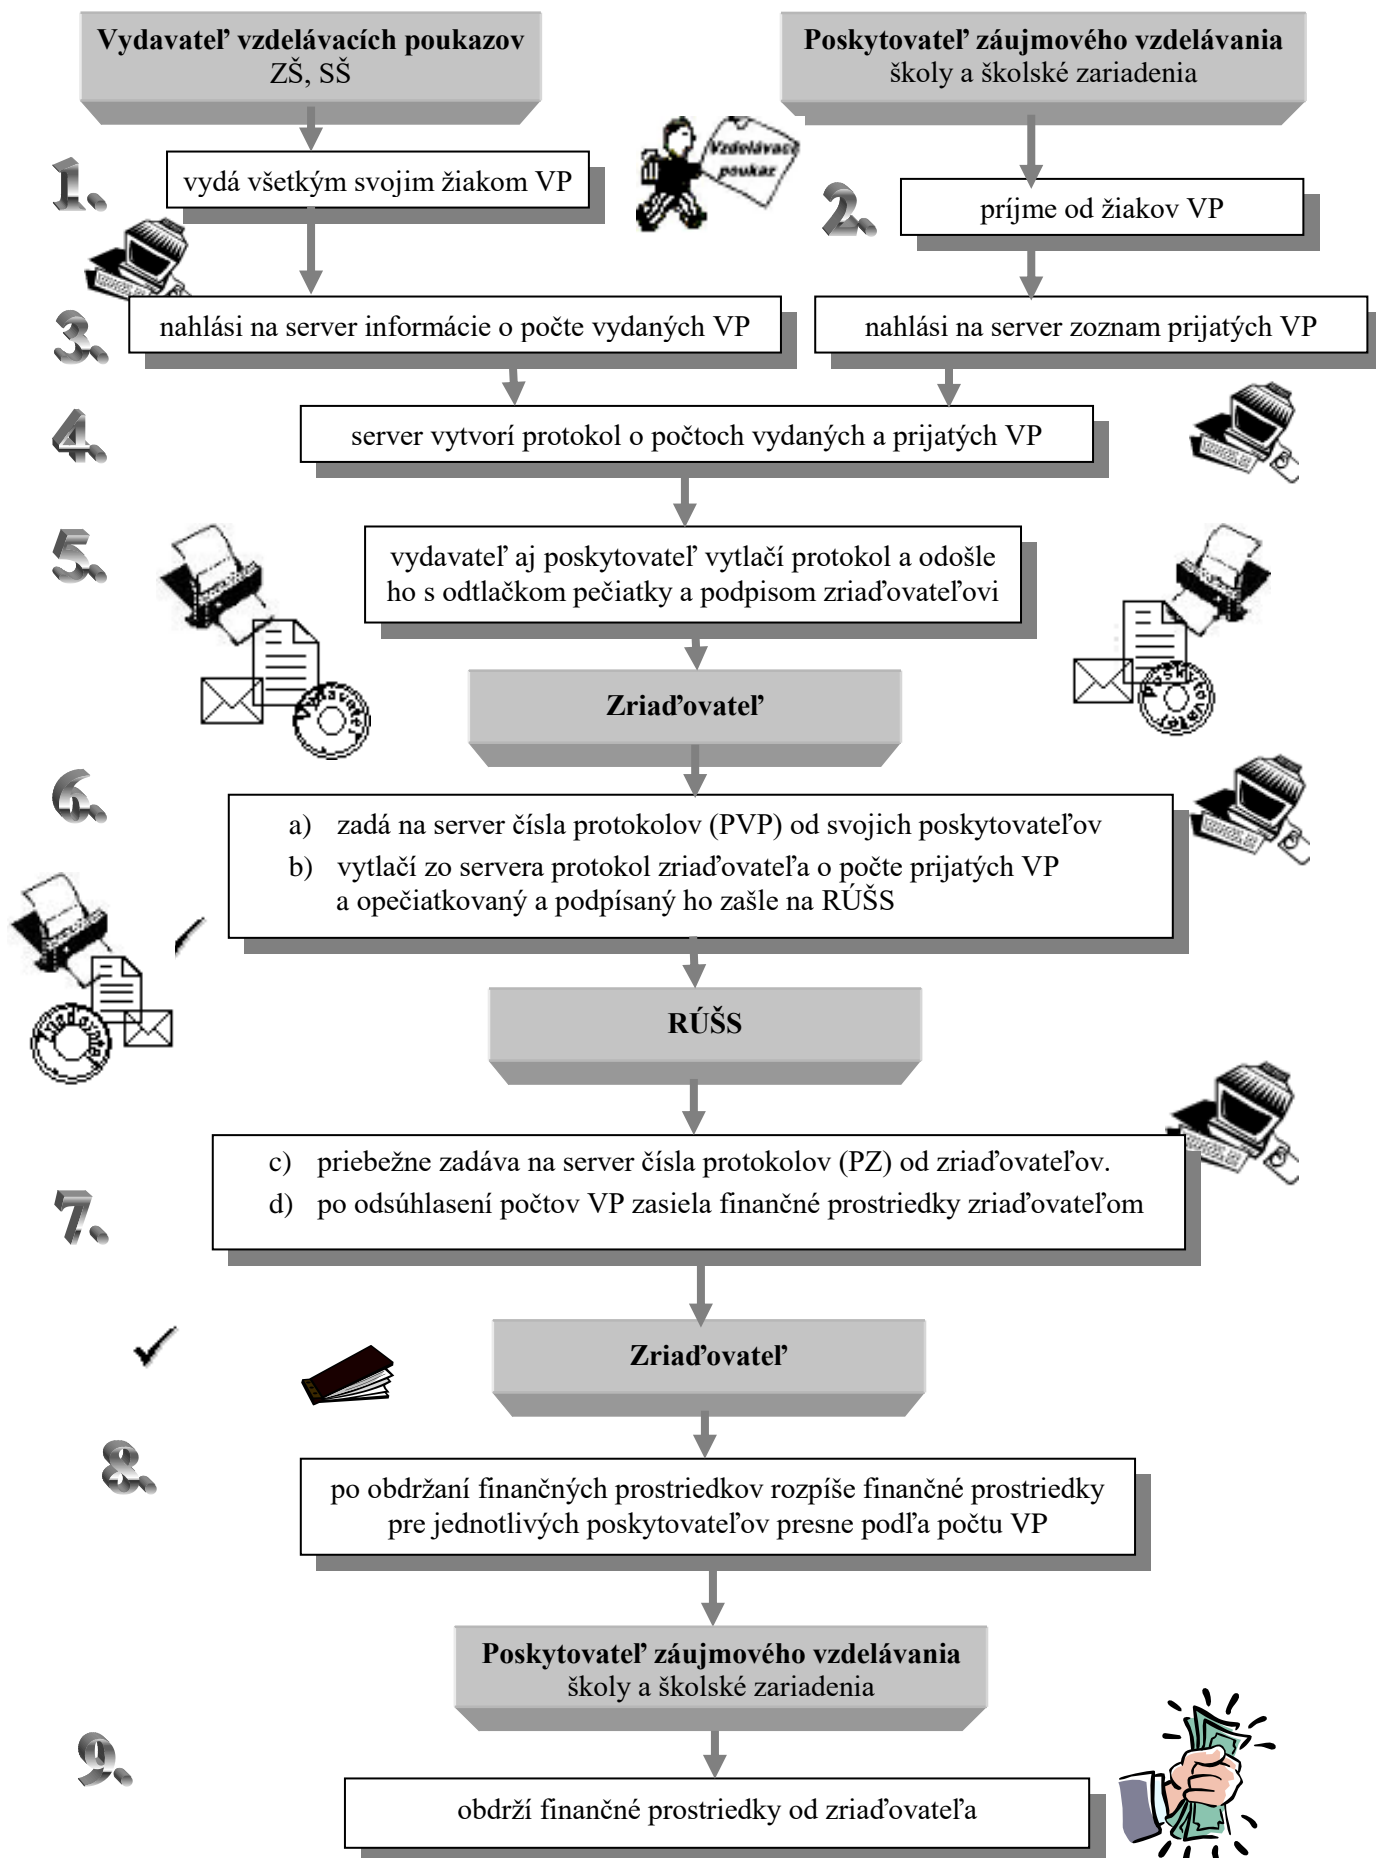 Vydavateľ vzdelávacích poukazov
ZŠ, SŠ
Poskytovateľ záujmového vzdelávania
školy a školské zariadenia
Vzdelávací
poukaz
1.
vydá všetkým svojim žiakom VP
2.
príjme od žiakov VP
3.
nahlási na server informácie o počte vydaných VP
nahlási na server zoznam prijatých VP
4.
server vytvorí protokol o počtoch vydaných a prijatých VP
5.
vydavateľ aj poskytovateľ vytlačí protokol a odošle
ho s odtlačkom pečiatky a podpisom zriaďovateľovi
Vydavateľ
Poskytovateľ
Zriaďovateľ
6.
a) zadá na server čísla protokolov (PVP) od svojich poskytovateľov
b) vytlačí zo servera protokol zriaďovateľa o počte prijatých VP
a opečiatkovaný a podpísaný ho zašle na RÚŠS
RÚŠS
7.
c) priebežne zadáva na server čísla protokolov (PZ) od zriaďovateľov.
d) po odsúhlasení počtov VP zasiela finančné prostriedky zriaďovateľom
Zriaďovateľ
8.
po obdržaní finančných prostriedkov rozpíše finančné prostriedky
pre jednotlivých poskytovateľov presne podľa počtu VP
Poskytovateľ záujmového vzdelávania
školy a školské zariadenia
9.
obdrží finančné prostriedky od zriaďovateľa